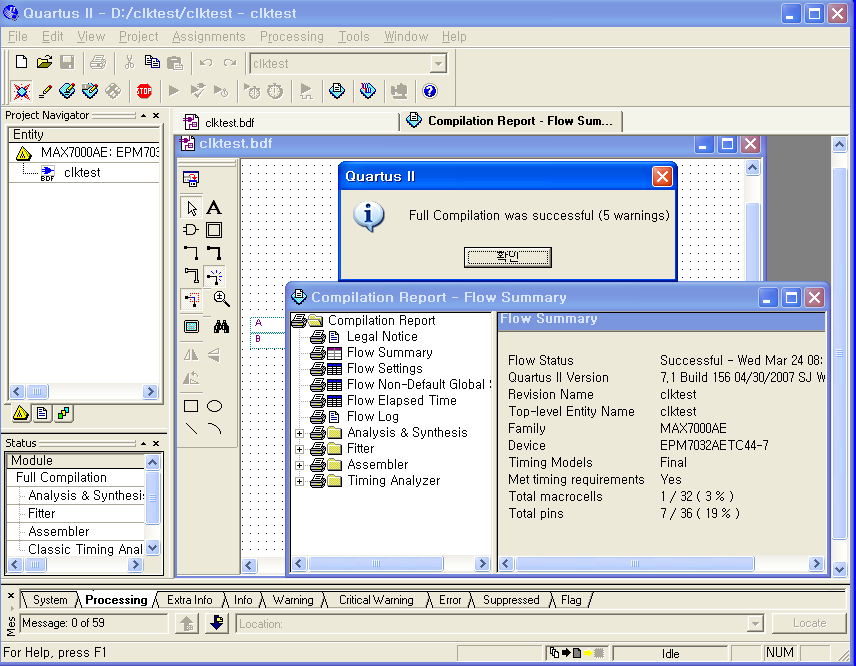 Quartus II - D:/clktest/clktest - clktest
File Edit View Project Assignments Processing Tools Window Help
clktest
STOP
Project Navigator
Entity
MAX7000AE: EPM703
BDF clktest
clktest.bdf
Compilation Report - Flow Sum...
clktest.bdf
A
A
B
Quartus II
Full Compilation was successful (5 warnings)
확인
Compilation Report - Flow Summary
Compilation Report
Legal Notice
Flow Summary
Flow Settings
Flow Non-Default Global
Flow Elapsed Time
Flow Log
Analysis & Synthesis
Fitter
Assembler
Timing Analyzer
Flow Summary
Flow Status Successful - Wed Mar 24 08:
Quartus II Version 7,1 Build 156 04/30/2007 SJ W
Revision Name clktest
Top-level Entity Name clktest
Family MAX7000AE
Device EPM7032AETC44-7
Timing Models Final
Met timing requirements Yes
Total macrocells 1 / 32 ( 3 % )
Total pins 7 / 36 ( 19 % )
Status
Module
Full Compilation
Analysis & Synthesi
Fitter
Assembler
Classic Timing Anal
System Processing Extra Info Info Warning Critical Warning Error Suppressed Flag
Mes
Message: 0 of 59
Location:
Locate
For Help, press F1
Idle
NUM